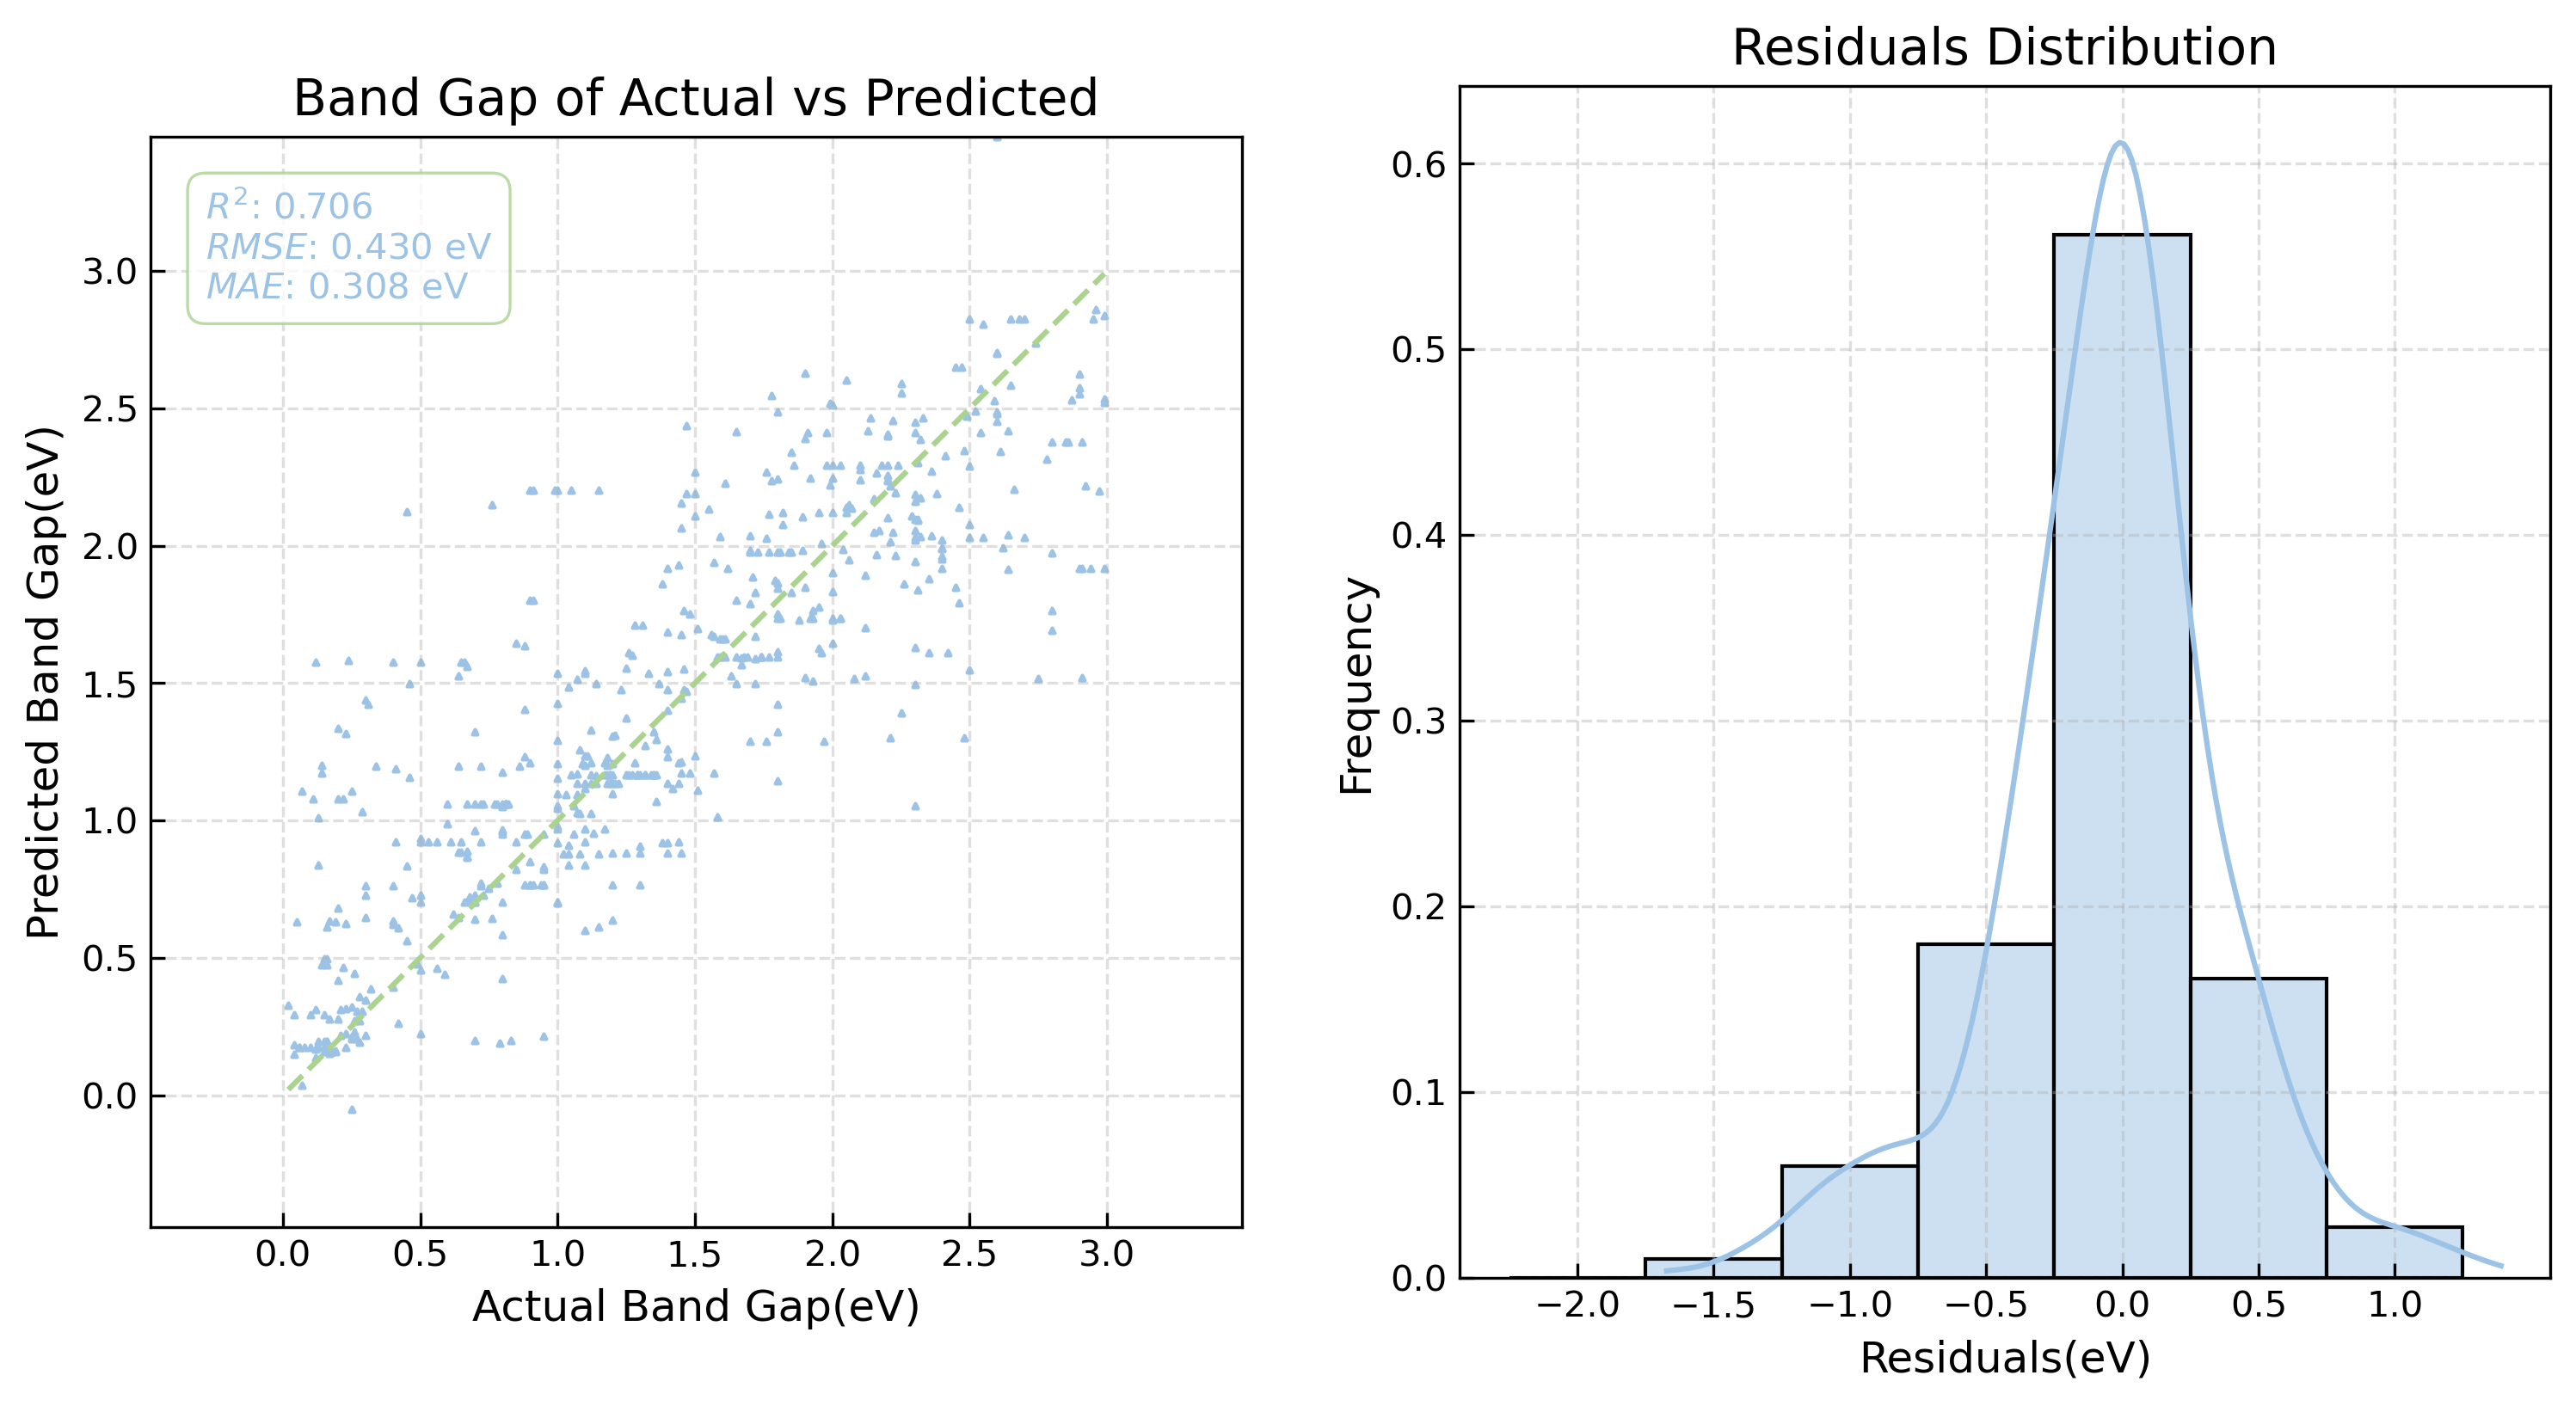 Band Gap of Actual vs Predicted
R²: 0.706
RMSE: 0.430 eV
MAE: 0.308 eV
Predicted Band Gap(eV)
3.0
2.5
2.0
1.5
1.0
0.5
0.0
0.0 0.5 1.0 1.5 2.0 2.5 3.0
Actual Band Gap(eV)
Residuals Distribution
Frequency
0.6
0.5
0.4
0.3
0.2
0.1
0.0
−2.0 −1.5 −1.0 −0.5 0.0 0.5 1.0
Residuals(eV)